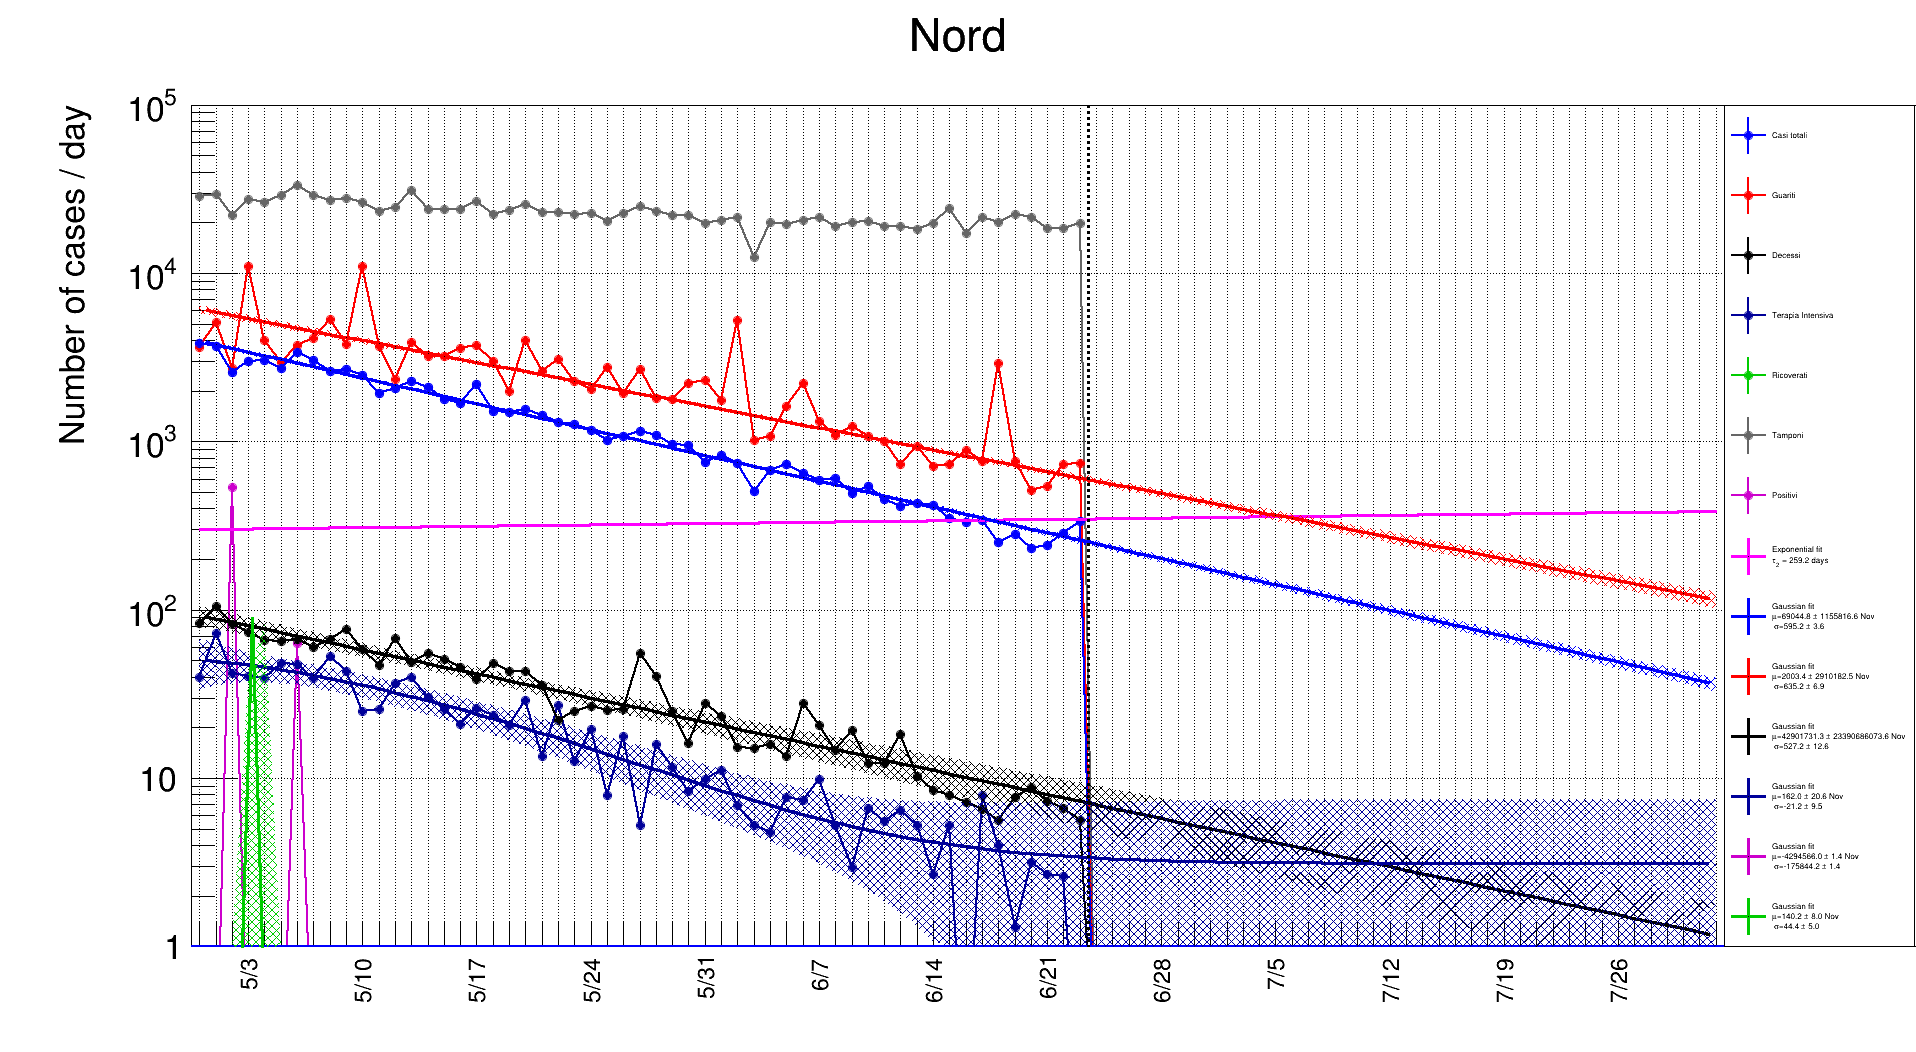 Nord
Number of cases / day
10^5
10^4
10^3
10^2
10
1
5/3
5/10
5/17
5/24
5/31
6/7
6/14
6/21
6/28
7/5
7/12
7/19
7/26
Casi totali
Guariti
Decessi
Terapia Intensiva
Ricoverati
Tamponi
Positivi
Exponential fit
τ₂ = 259.2 days
Gaussian fit
μ=69044.8 ± 1155816.6 Nov
σ=595.2 ± 3.6
Gaussian fit
μ=2003.4 ± 2910182.5 Nov
σ=635.2 ± 6.9
Gaussian fit
μ=42901731.3 ± 23390686073.6 Nov
σ=527.2 ± 12.6
Gaussian fit
μ=162.0 ± 20.6 Nov
σ=-21.2 ± 9.5
Gaussian fit
μ=-4294566.0 ± 1.4 Nov
σ=-175844.2 ± 1.4
Gaussian fit
μ=140.2 ± 8.0 Nov
σ=44.4 ± 5.0